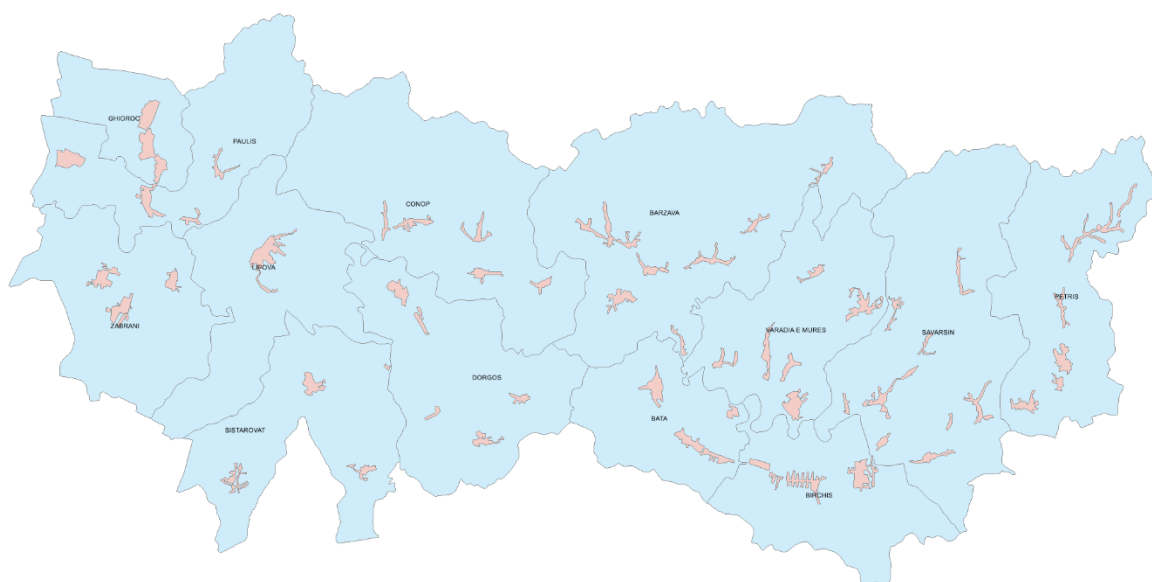 GHIOROC
PAULIS
CONOP
BARZAVA
LIPOVA
PETRIS
ZABRANI
VARADIA E MURES
SAVARSIN
DORGOS
BATA
SISTAROVAT
BIRCHIS